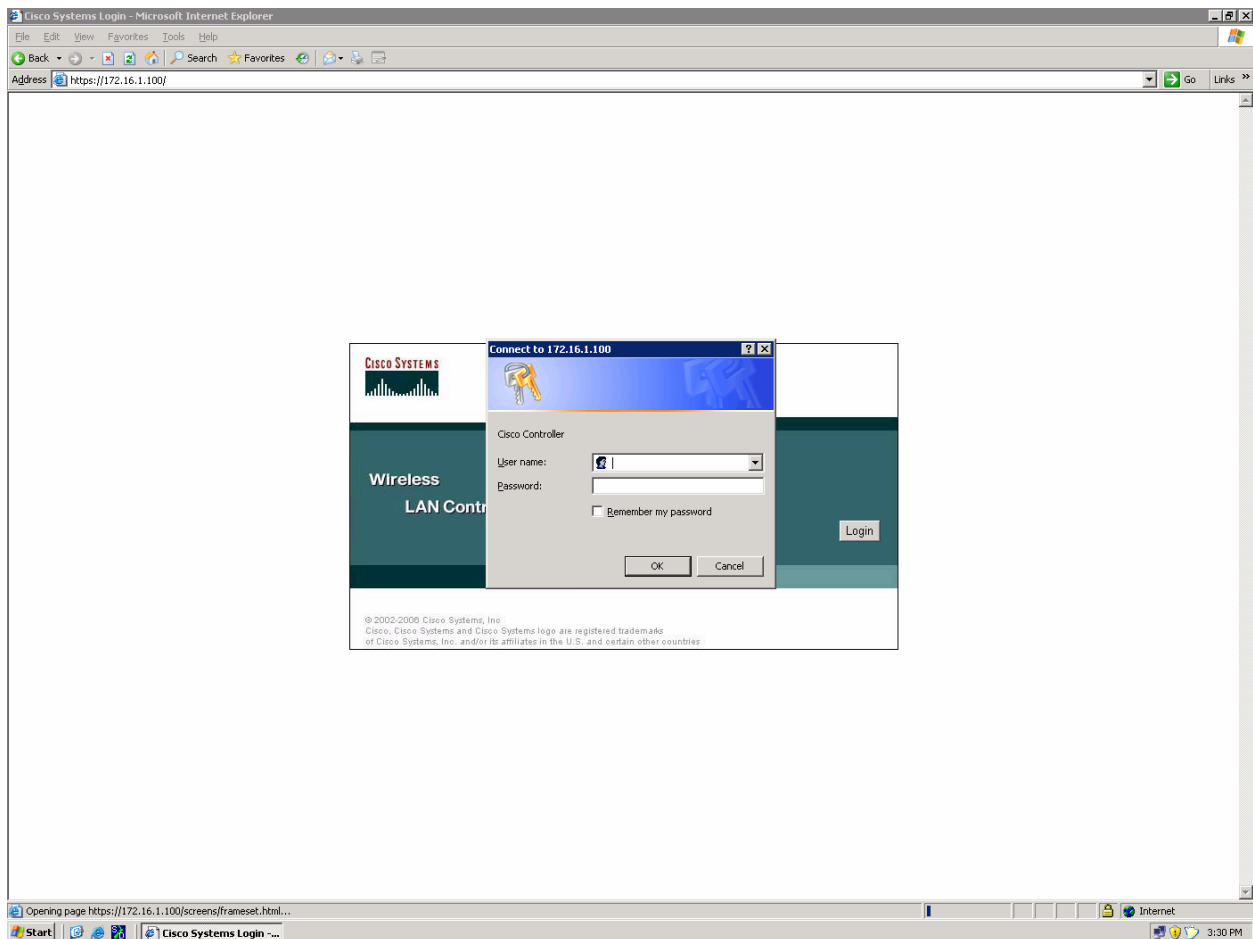 Cisco Systems Login - Microsoft Internet Explorer
File Edit View Favorites Tools Help
Back Search Favorites
Address https://172.16.1.100/ Go Links »
CISCO SYSTEMS
Connect to 172.16.1.100
Cisco Controller
User name:
Password:
Remember my password
OK Cancel
Wireless
LAN Contr
Login
© 2002-2006 Cisco Systems, Inc
Cisco, Cisco Systems and Cisco Systems logo are registered trademarks
of Cisco Systems, Inc. and/or its affiliates in the U.S. and certain other countries
Opening page https://172.16.1.100/screens/frameset.html... Internet
Start Cisco Systems Login -... 3:30 PM